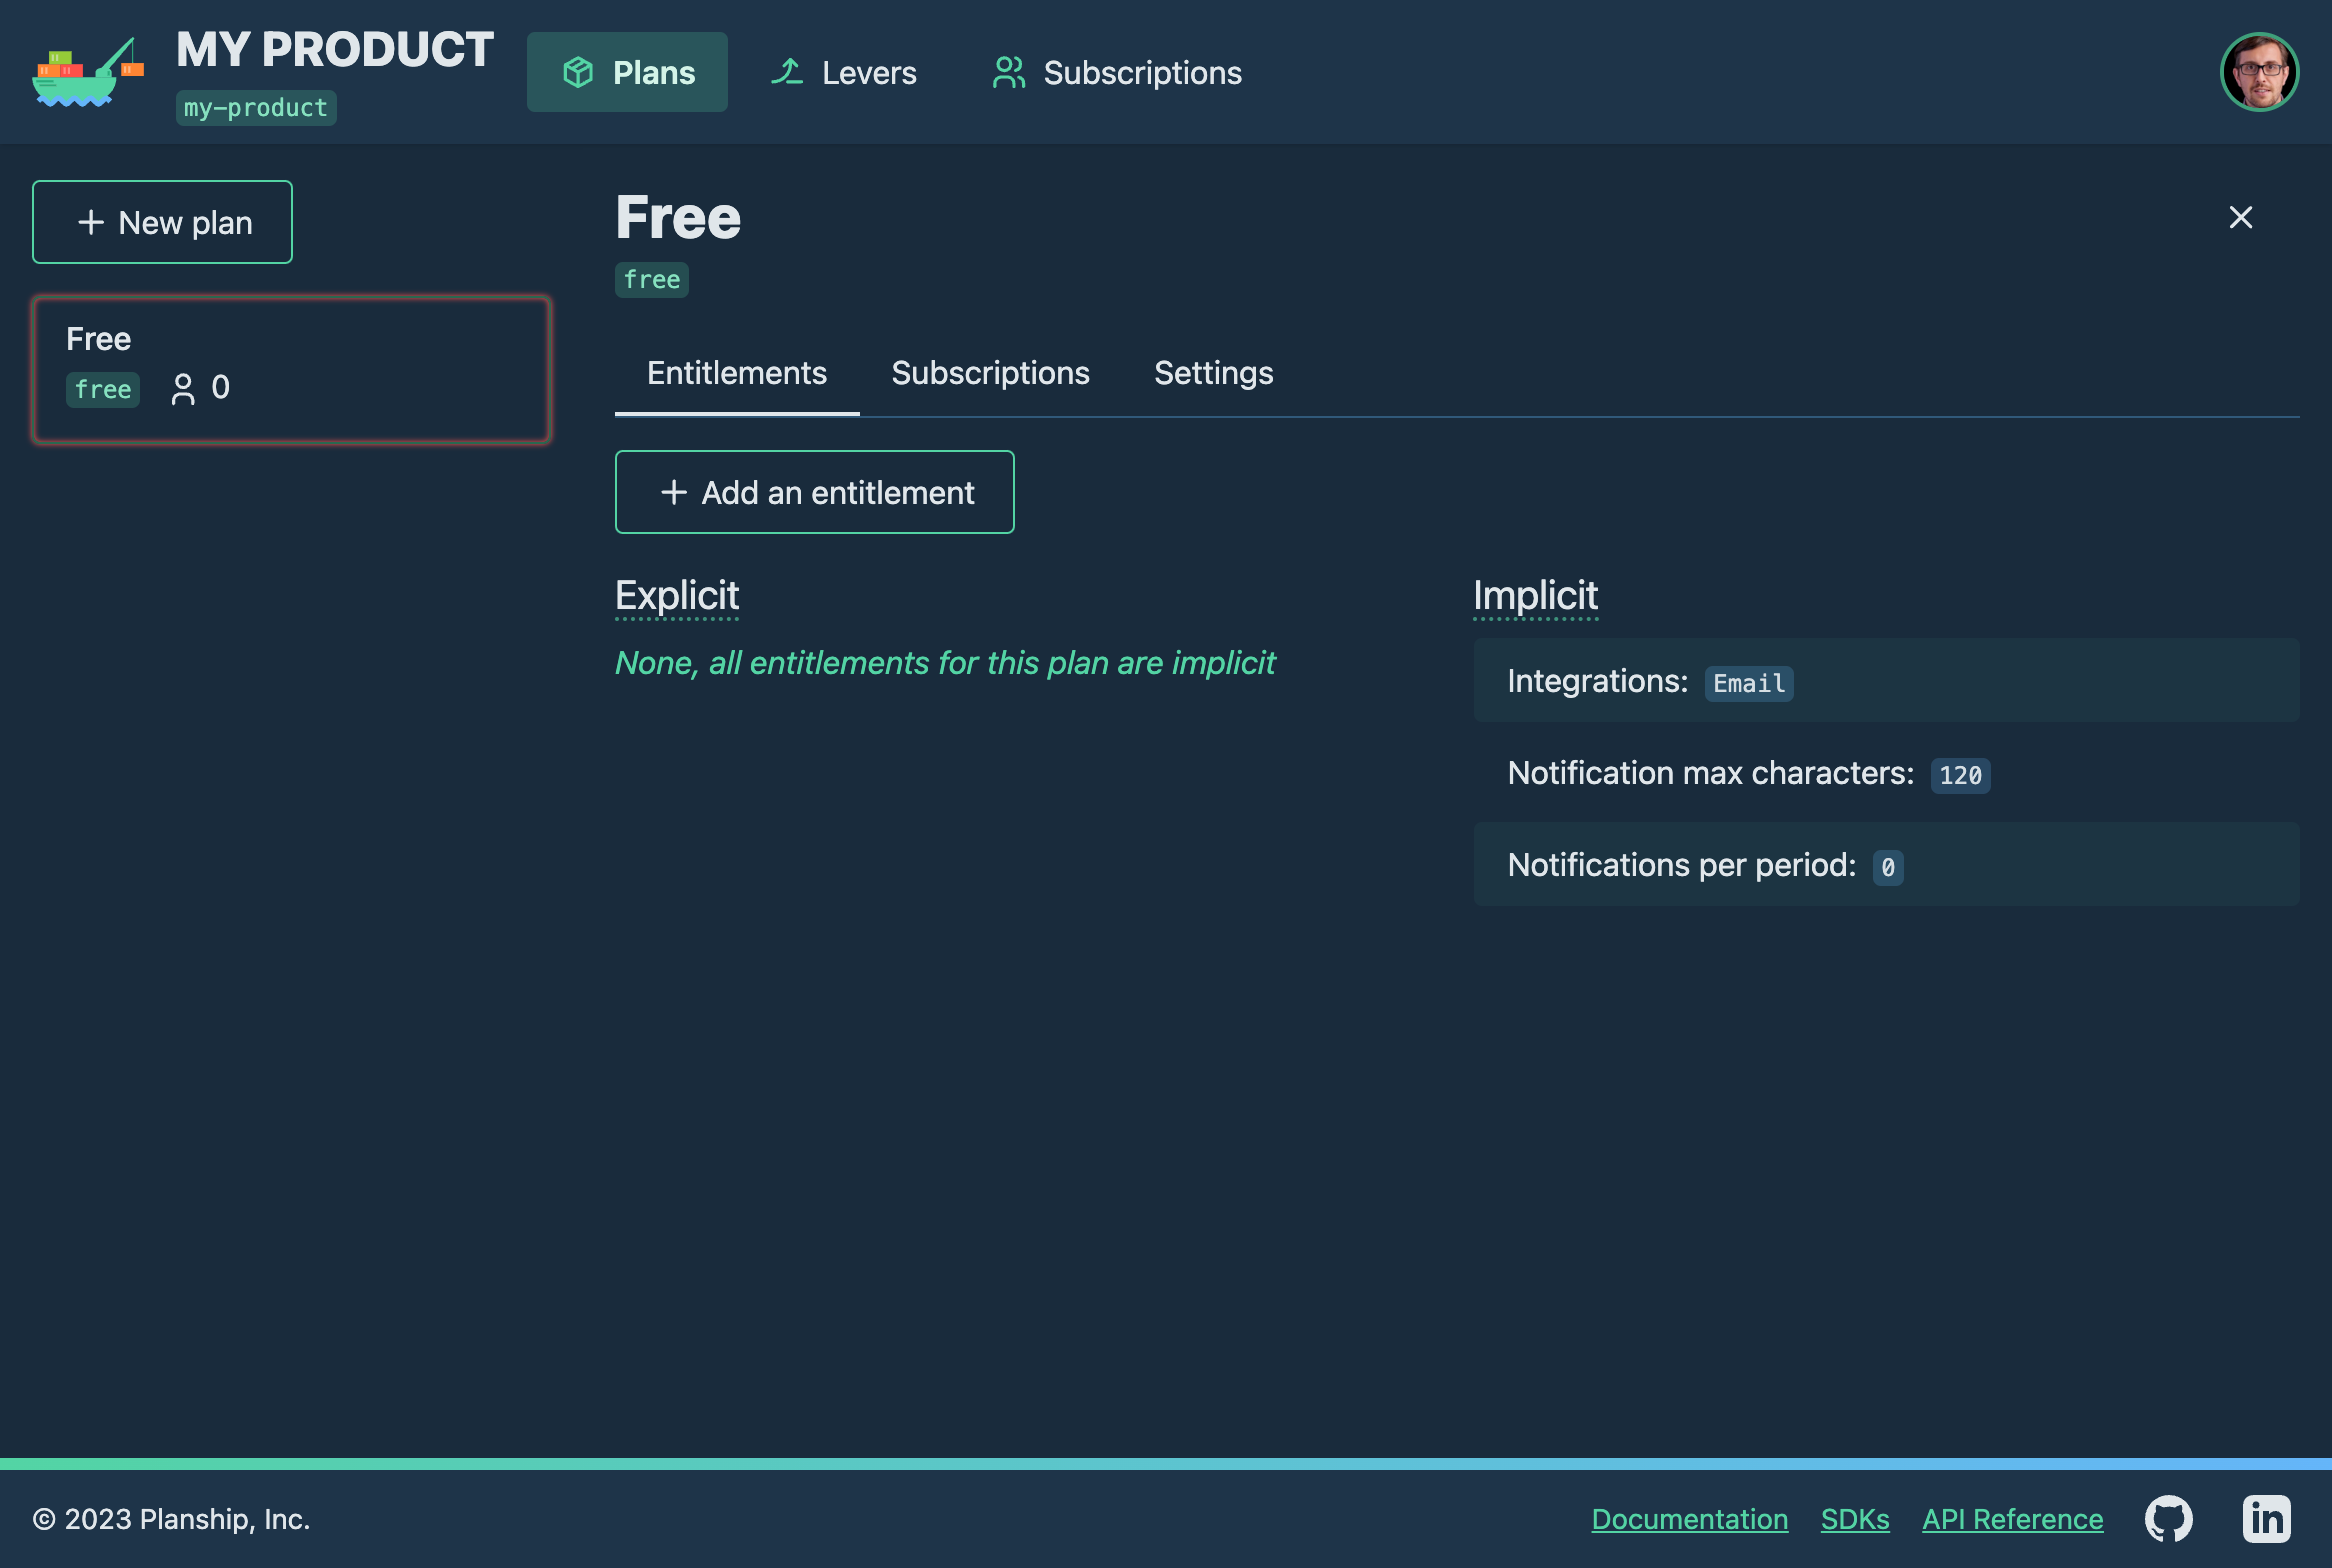 MY PRODUCT
my-product
Plans
Levers
Subscriptions
New plan
Free
free
0
Free
free
Entitlements
Subscriptions
Settings
Add an entitlement
Explicit
None, all entitlements for this plan are implicit
Implicit
Integrations: Email
Notification max characters: 120
Notifications per period: 0
© 2023 Planship, Inc.
Documentation
SDKs
API Reference
in